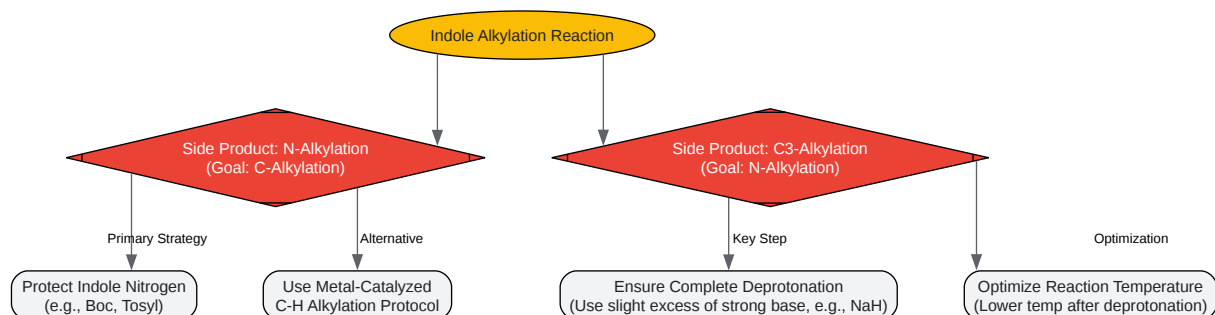 Indole Alkylation Reaction
Side Product: N-Alkylation
(Goal: C-Alkylation)
Side Product: C3-Alkylation
(Goal: N-Alkylation)
Primary Strategy
Alternative
Key Step
Optimization
Protect Indole Nitrogen
(e.g., Boc, Tosyl)
Use Metal-Catalyzed
C-H Alkylation Protocol
Ensure Complete Deprotonation
(Use slight excess of strong base, e.g., NaH)
Optimize Reaction Temperature
(Lower temp after deprotonation)